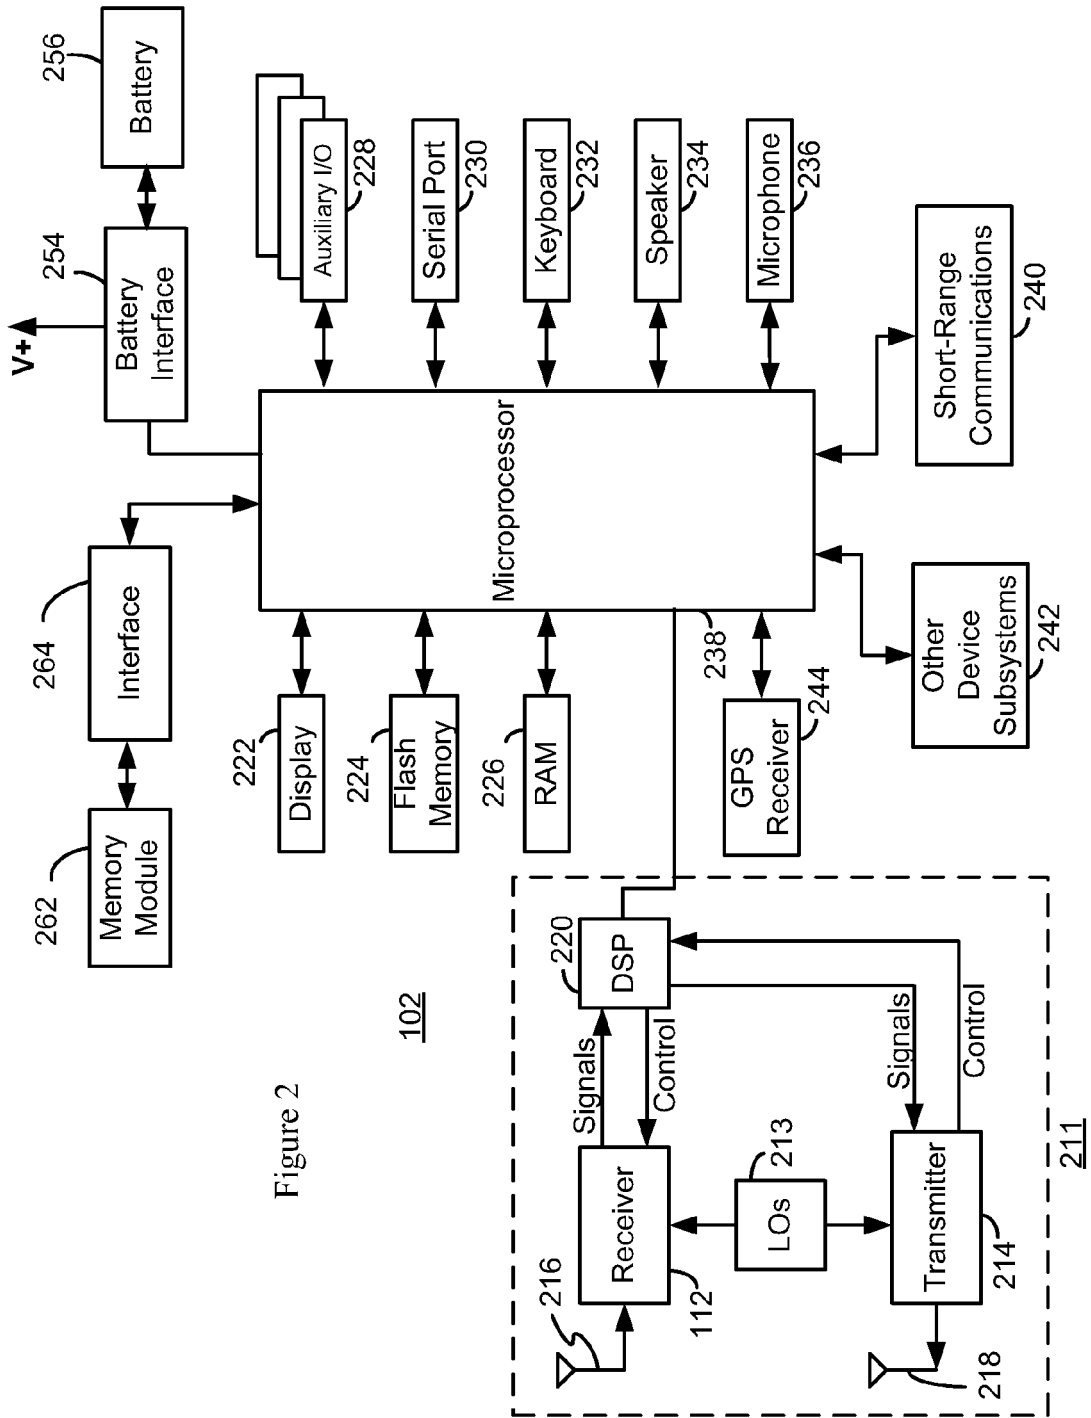 Figure 2
102
262
Memory
Module
264
Interface
254
V+
Battery
Interface
256
Battery
222
Display
224
Flash
Memory
226
RAM
GPS
Receiver
244
Microprocessor
238
Auxiliary I/O
228
Serial Port
230
Keyboard
232
Speaker
234
Microphone
236
Short-Range
Communications
240
Other
Device
Subsystems
242
216
Receiver
112
Signals
Control
220
DSP
213
LOs
Signals
Control
Transmitter
214
218
211